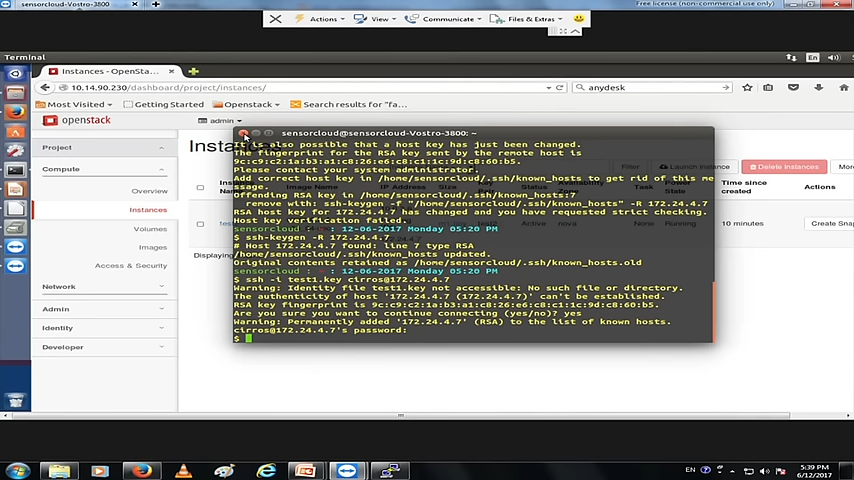 sensorcloud-Vostro-3800
Free license (non-commercial use only)
Actions
View
Communicate
Files & Extras
Terminal
En
Instances - OpenSta...
10.14.90.230/dashboard/project/instances/
anydesk
Most Visited
Getting Started
Openstack
Search results for "fa...
openstack
admin
Project
Compute
Overview
Instances
Volumes
Images
Access & Security
Network
Admin
Identity
Developer
Filter
Launch Instance
Delete Instances
More
Status
Task
Power State
Time since created
Actions
Active
nova
None
Running
10 minutes
Create Snap
Displaying
sensorcloud@sensorcloud-Vostro-3800: ~
It is also possible that a host key has just been changed.
The fingerprint for the RSA key sent by the remote host is
9c:c9:c2:1a:b3:a1:c8:26:e6:c8:c1:1c:9d:c8:60:b5.
Please contact your system administrator.
Add correct host key in /home/sensorcloud/.ssh/known_hosts to get rid of this me
ssage.
Offending RSA key in /home/sensorcloud/.ssh/known_hosts:7
remove with: ssh-keygen -f "/home/sensorcloud/.ssh/known_hosts" -R 172.24.4.7
RSA host key for 172.24.4.7 has changed and you have requested strict checking.
Host key verification failed.
sensorcloud : ~ : 12-06-2017 Monday 05:20 PM
$ ssh-keygen -R 172.24.4.7
# Host 172.24.4.7 found: line 7 type RSA
/home/sensorcloud/.ssh/known_hosts updated.
Original contents retained as /home/sensorcloud/.ssh/known_hosts.old
sensorcloud : ~ : 12-06-2017 Monday 05:20 PM
$ ssh -i test1.key cirros@172.24.4.7
Warning: Identity file test1.key not accessible: No such file or directory.
The authenticity of host '172.24.4.7 (172.24.4.7)' can't be established.
RSA key fingerprint is 9c:c9:c2:1a:b3:a1:c8:26:e6:c8:c1:1c:9d:c8:60:b5.
Are you sure you want to continue connecting (yes/no)? yes
Warning: Permanently added '172.24.4.7' (RSA) to the list of known hosts.
cirros@172.24.4.7's password:
$
EN
5:39 PM
6/12/2017